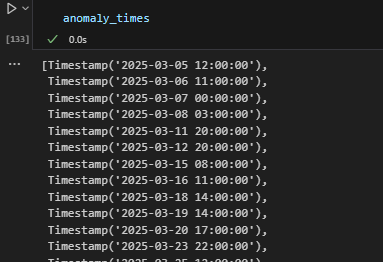 anomaly_times
[133]
0.0s
[Timestamp('2025-03-05 12:00:00'),
Timestamp('2025-03-06 11:00:00'),
Timestamp('2025-03-07 00:00:00'),
Timestamp('2025-03-08 03:00:00'),
Timestamp('2025-03-11 20:00:00'),
Timestamp('2025-03-12 20:00:00'),
Timestamp('2025-03-15 08:00:00'),
Timestamp('2025-03-16 11:00:00'),
Timestamp('2025-03-18 14:00:00'),
Timestamp('2025-03-19 14:00:00'),
Timestamp('2025-03-20 17:00:00'),
Timestamp('2025-03-23 22:00:00'),